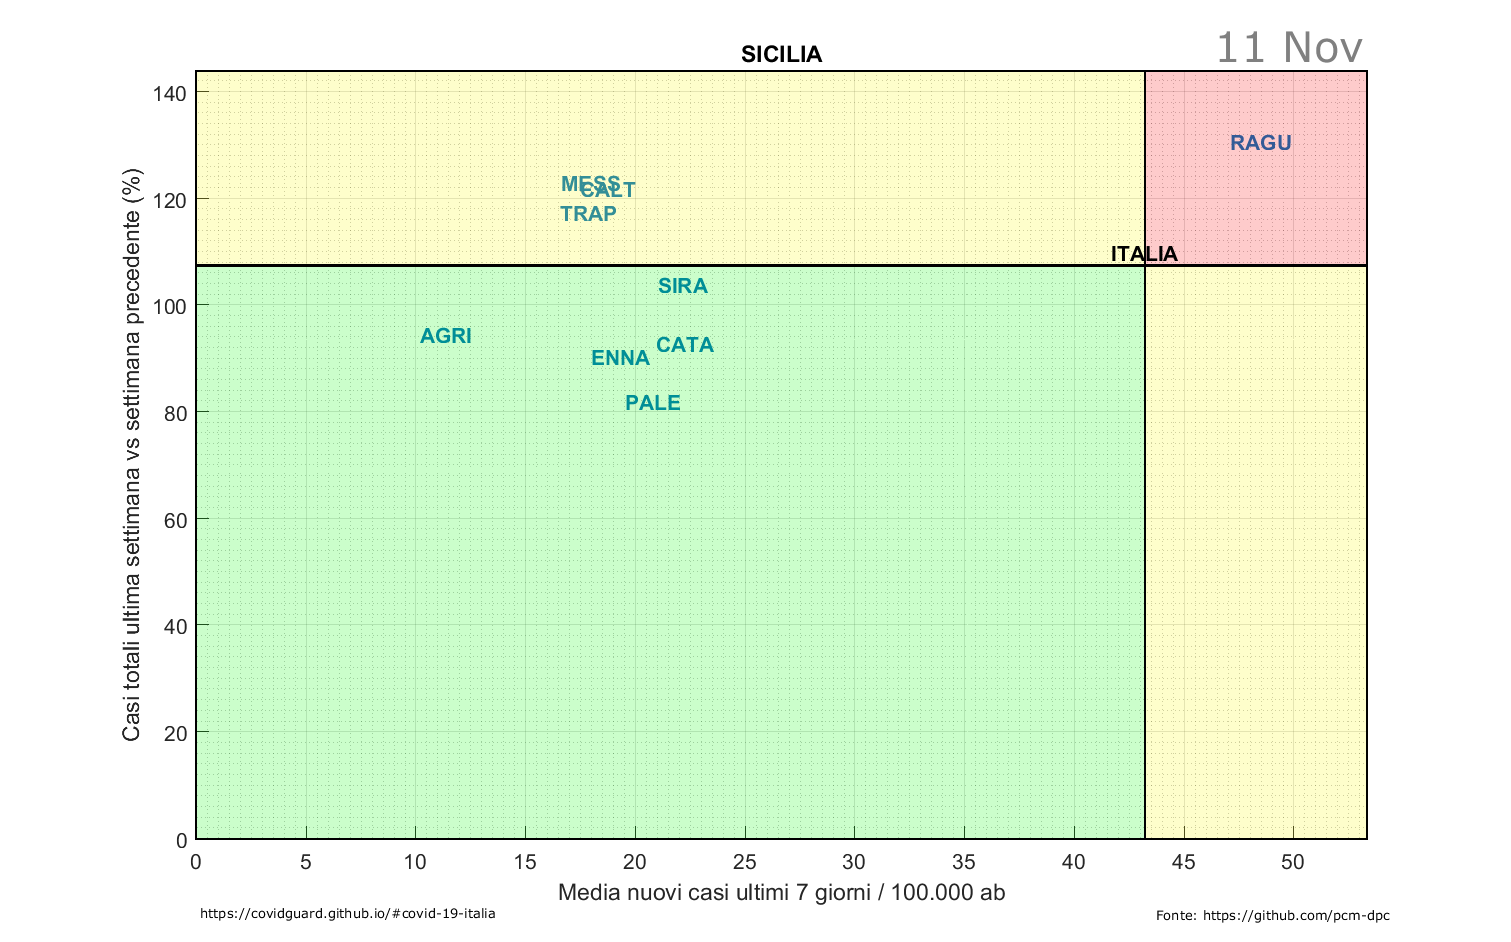 SICILIA
11 Nov
140
120
100
80
60
40
20
0
Casi totali ultima settimana vs settimana precedente (%)
RAGU
MESS
CALT
TRAP
ITALIA
SIRA
AGRI
CATA
ENNA
PALE
0 5 10 15 20 25 30 35 40 45 50
Media nuovi casi ultimi 7 giorni / 100.000 ab
https://covidguard.github.io/#covid-19-italia
Fonte: https://github.com/pcm-dpc